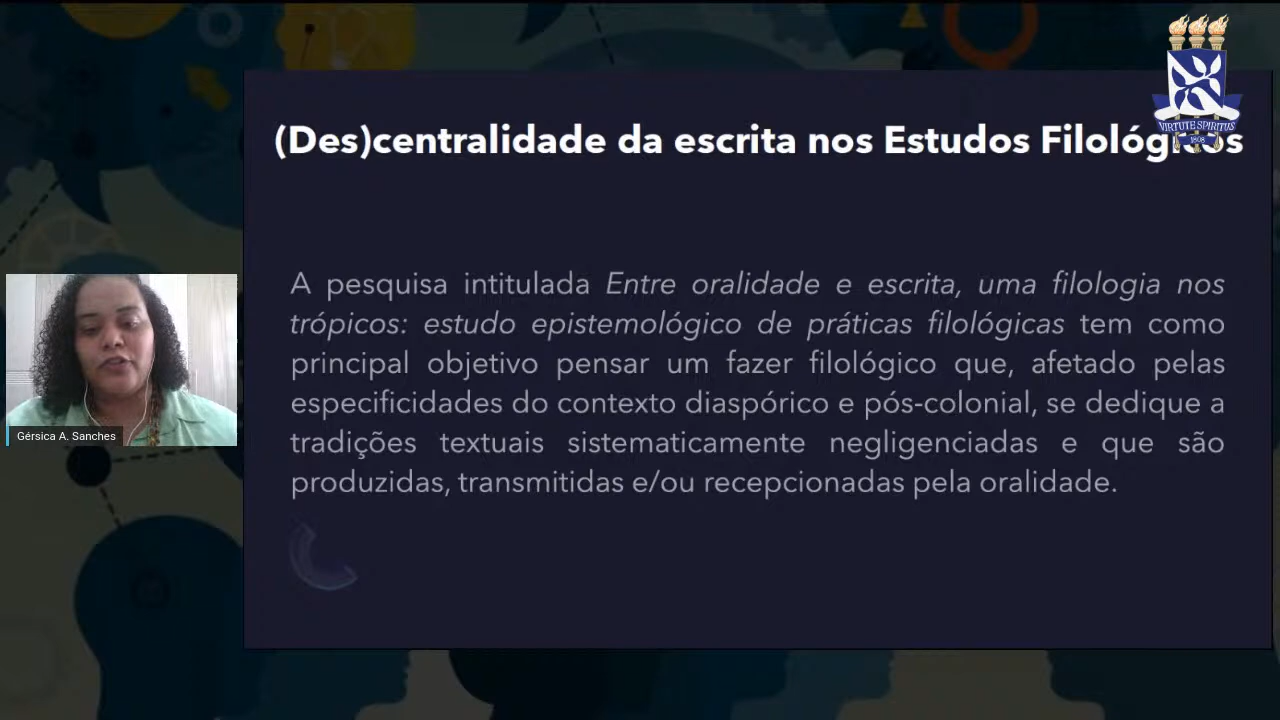 (Des)centralidade da escrita nos Estudos Filológicos
VIRTUTE SPIRITUS
1808
A pesquisa intitulada Entre oralidade e escrita, uma filologia nos
trópicos: estudo epistemológico de práticas filológicas tem como
principal objetivo pensar um fazer filológico que, afetado pelas
especificidades do contexto diaspórico e pós-colonial, se dedique a
tradições textuais sistematicamente negligenciadas e que são
produzidas, transmitidas e/ou recepcionadas pela oralidade.
Gérsica A. Sanches